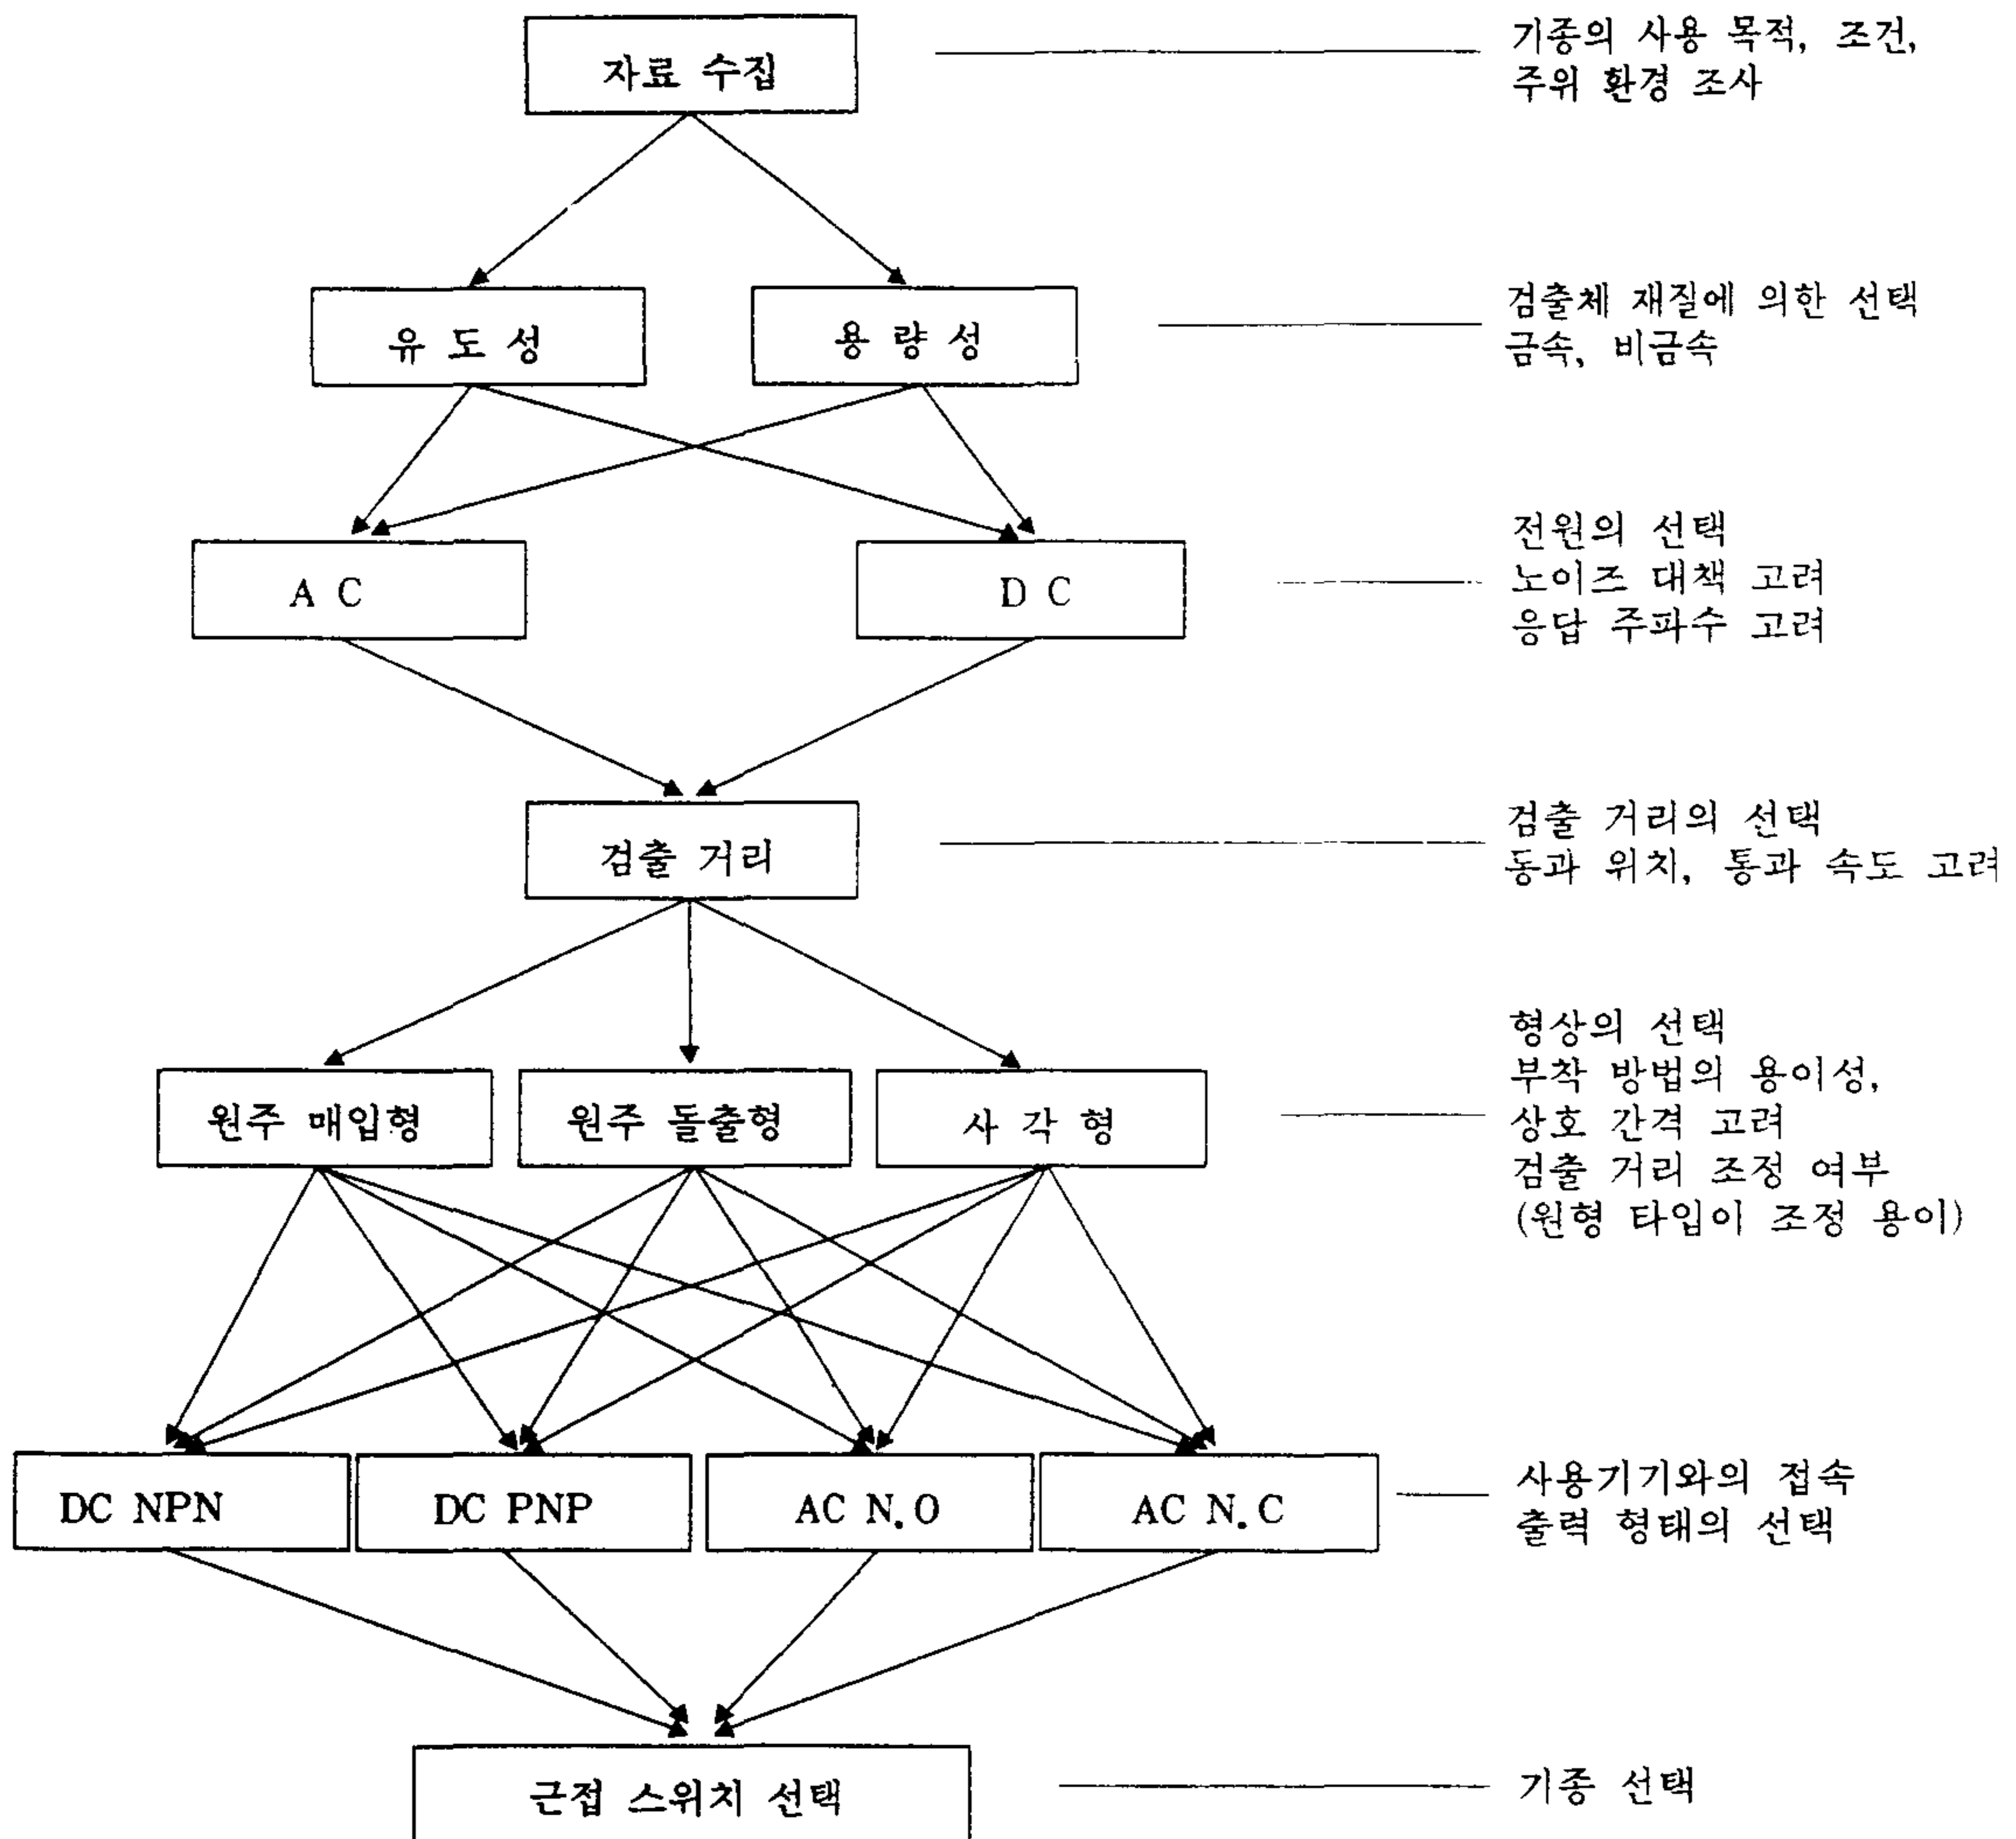 자료 수집
기종의 사용 목적, 조건,
주위 환경 조사
유 도 성
용 량 성
검출체 재질에 의한 선택
금속, 비금속
A C
D C
전원의 선택
노이즈 대책 고려
응답 주파수 고려
검출 거리
검출 거리의 선택
동과 위치, 통과 속도 고려
원주 매입형
원주 돌출형
사 각 형
형상의 선택
부착 방법의 용이성,
상호 간격 고려
검출 거리 조정 여부
(원형 타입이 조정 용이)
DC NPN
DC PNP
AC N.O
AC N.C
사용기기와의 접속
출력 형태의 선택
근접 스위치 선택
기종 선택